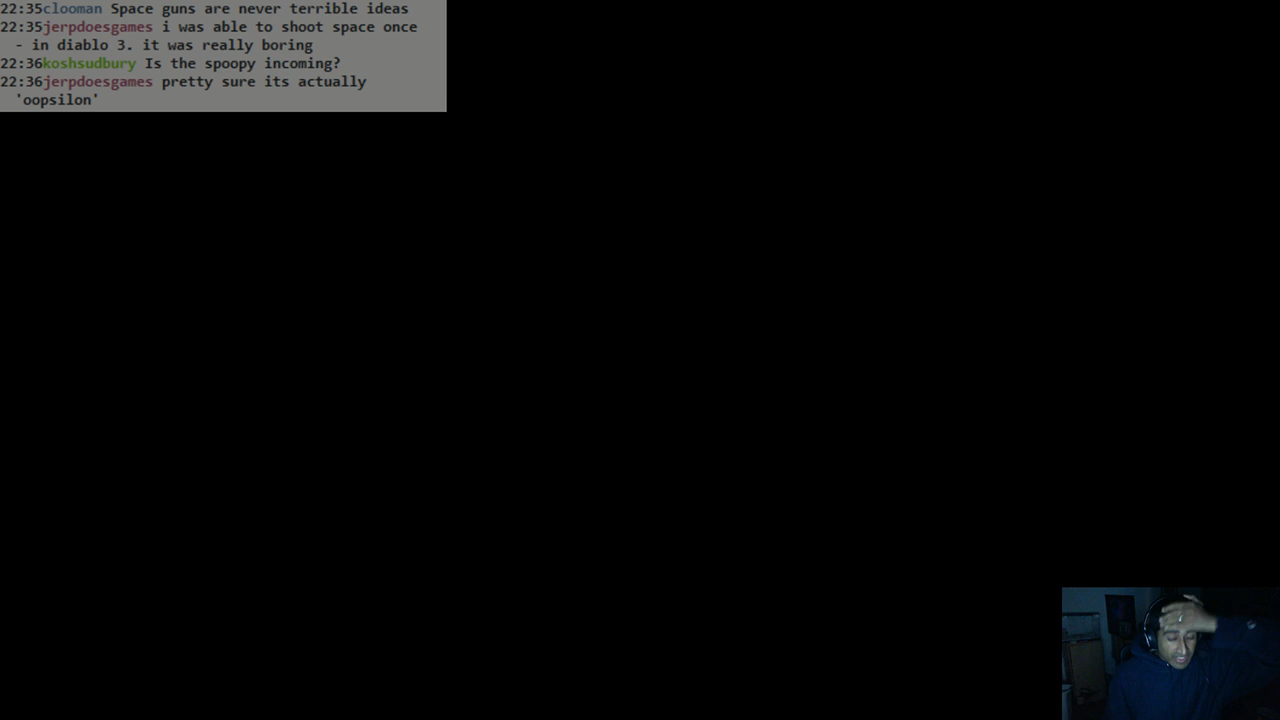 22:35clooman Space guns are never terrible ideas
22:35jerpdoesgames i was able to shoot space once
- in diablo 3. it was really boring
22:36koshsudbury Is the spoopy incoming?
22:36jerpdoesgames pretty sure its actually
'oopsilon'